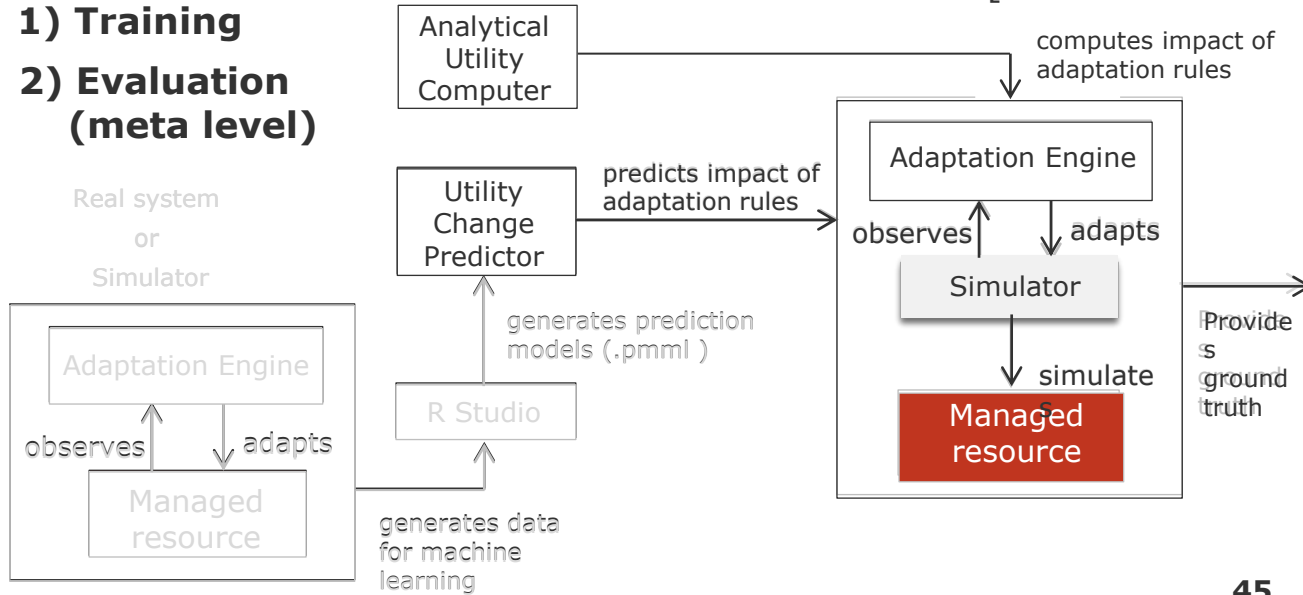 1) Training
2) Evaluation
(meta level)
Analytical
Utility
Computer
computes impact of
adaptation rules
Real system
or
Simulator
Adaptation Engine
observes
adapts
Managed
resource
generates data
for machine
learning
R Studio
generates prediction
models (.pmml )
Utility
Change
Predictor
predicts impact of
adaptation rules
Adaptation Engine
observes
adapts
Simulator
simulate
s
Managed
resource
Provide
s
ground
truth
45